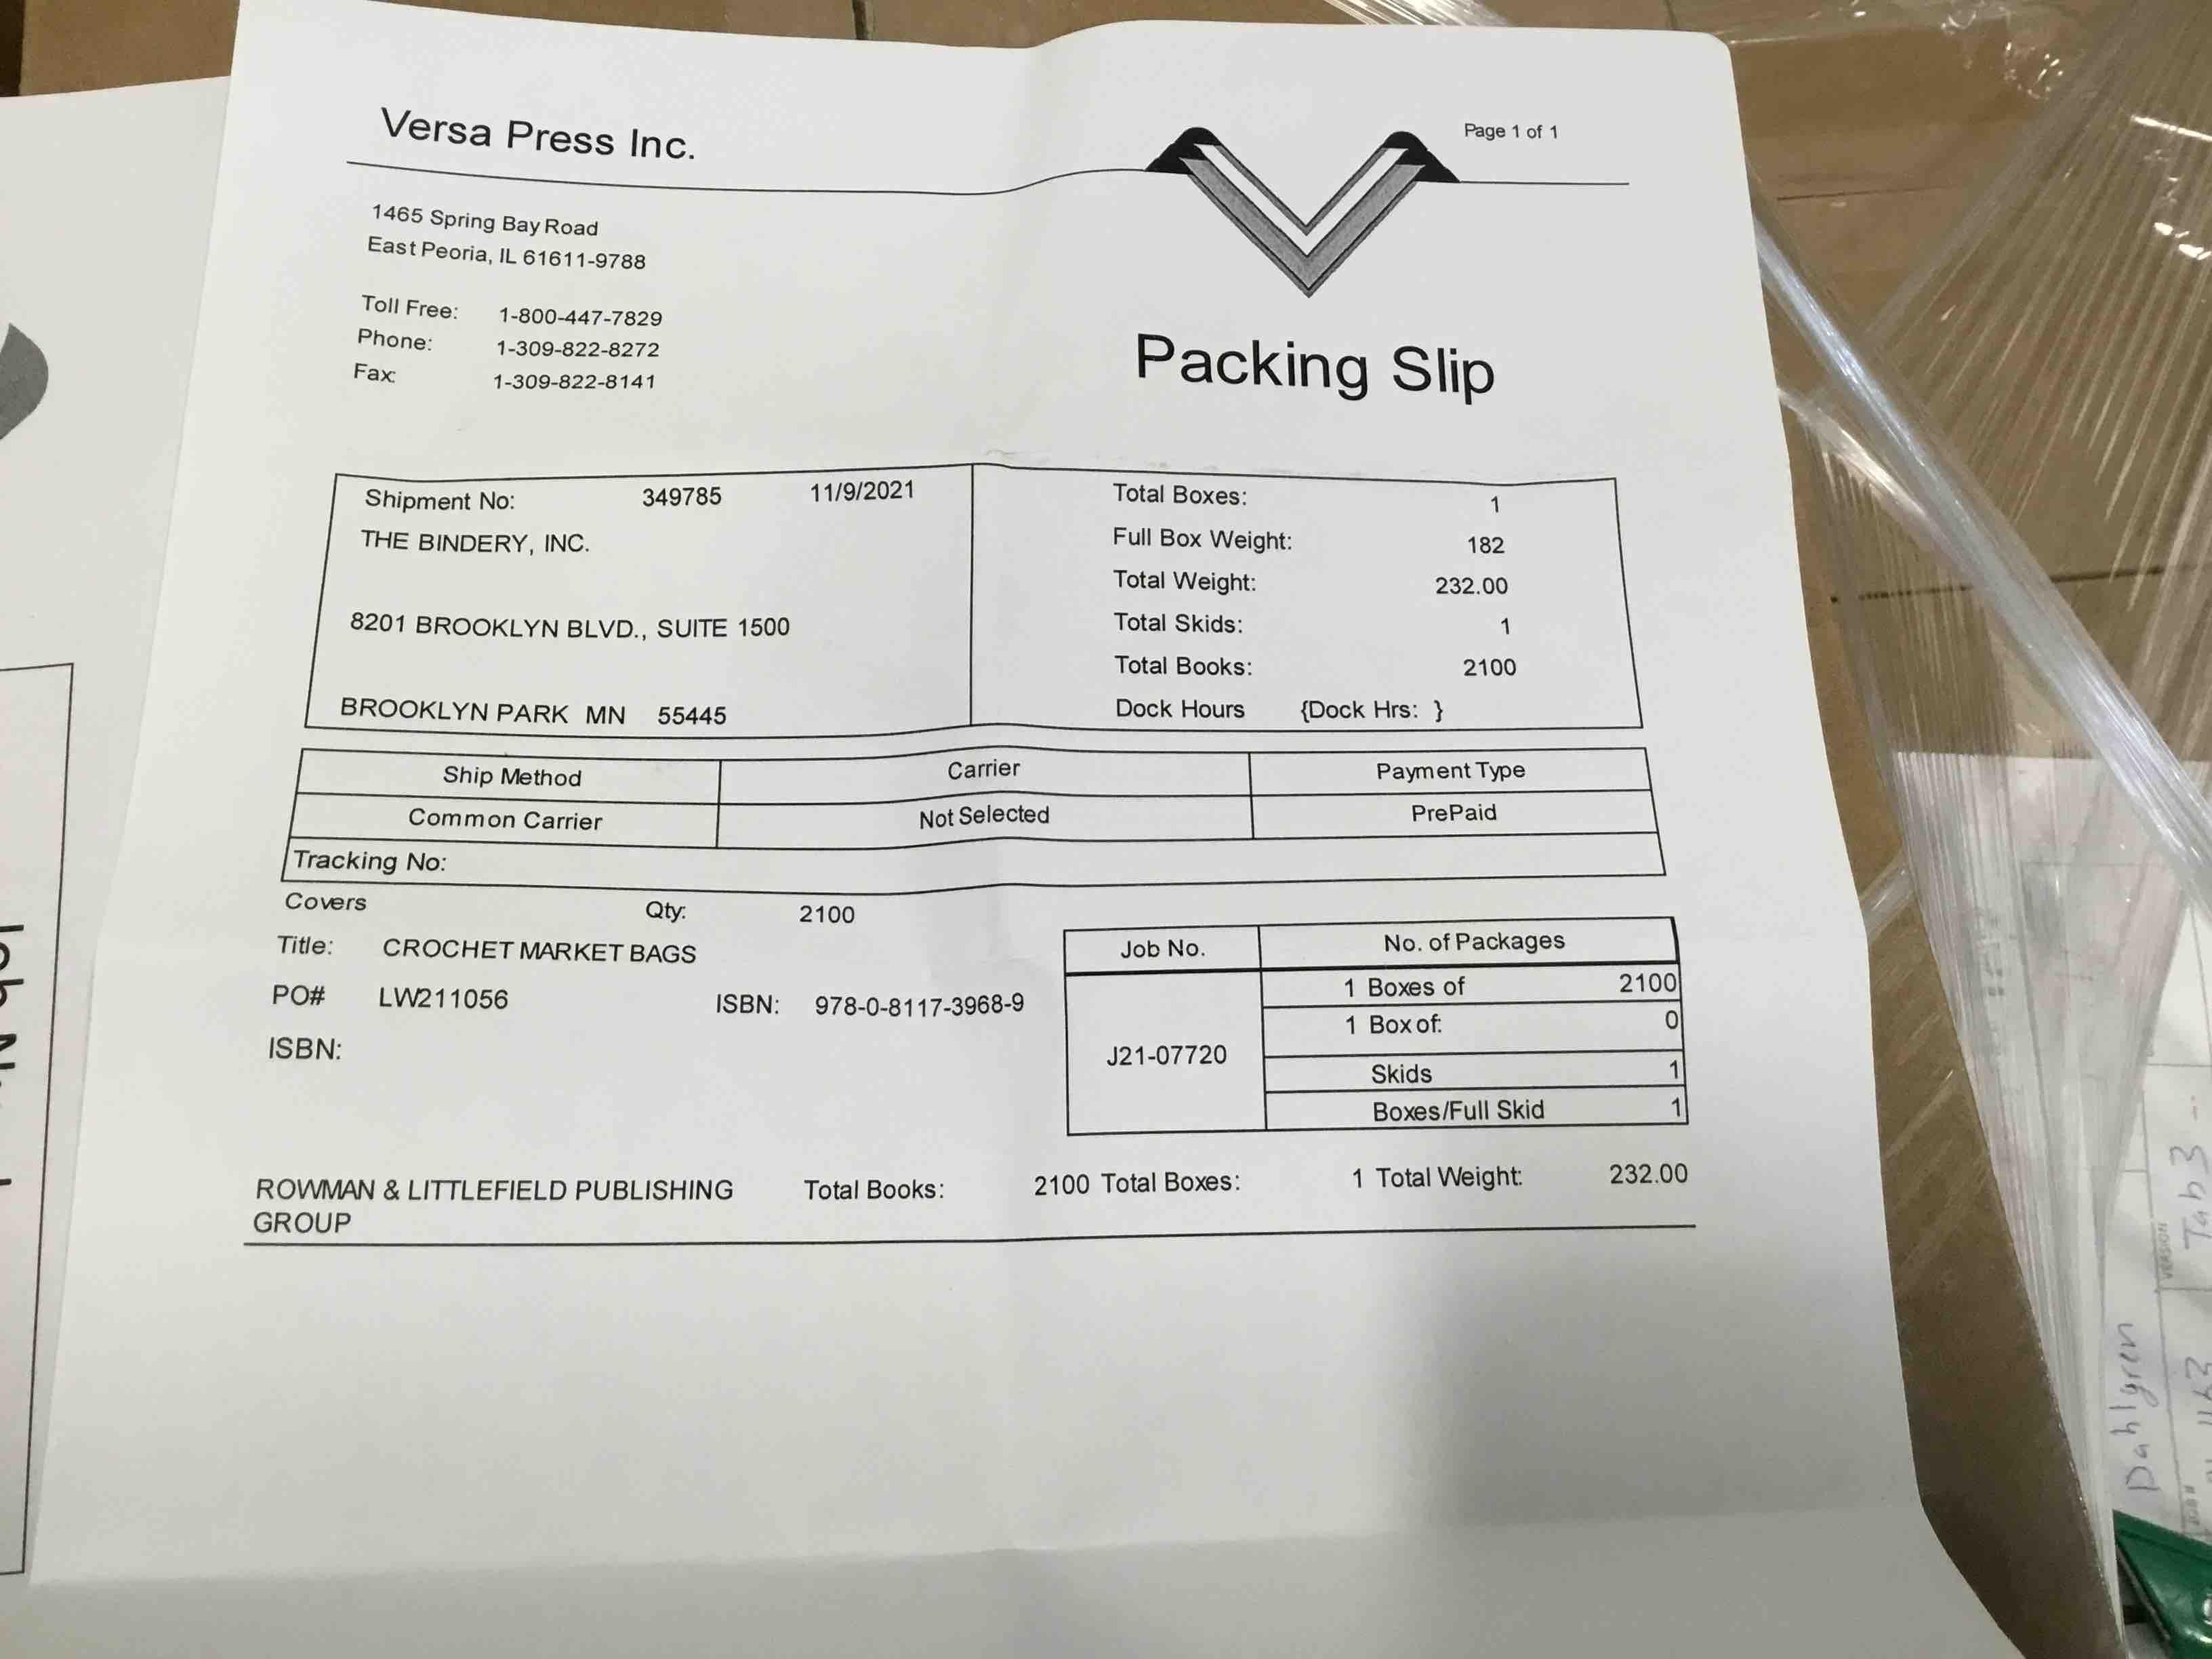 Versa Press Inc.
Page 1 of 1
1465 Spring Bay Road
East Peoria, IL 61611-9788
Toll Free: 1-800-447-7829
Phone: 1-309-822-8272
Fax: 1-309-822-8141
Packing Slip
Shipment No: 349785 11/9/2021
THE BINDERY, INC.
8201 BROOKLYN BLVD., SUITE 1500
BROOKLYN PARK MN 55445
Total Boxes: 1
Full Box Weight: 182
Total Weight: 232.00
Total Skids: 1
Total Books: 2100
Dock Hours {Dock Hrs: }
Ship Method Carrier Payment Type
Common Carrier Not Selected PrePaid
Tracking No:
Covers Qty: 2100
Title: CROCHET MARKET BAGS
PO# LW211056 ISBN: 978-0-8117-3968-9
ISBN:
Job No. No. of Packages
J21-07720
1 Boxes of 2100
1 Box of: 0
Skids 1
Boxes/Full Skid 1
ROWMAN & LITTLEFIELD PUBLISHING Total Books: 2100 Total Boxes: 1 Total Weight: 232.00
GROUP
Dahlgren
VERSION
Tab 3